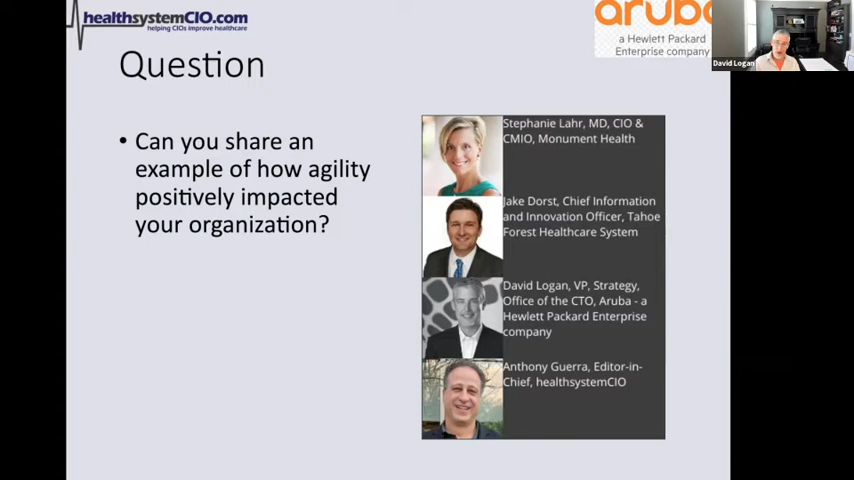 healthsystemCIO.com
helping CIOs improve healthcare
aruba
a Hewlett Packard
Enterprise company
David Logan
Question
• Can you share an
example of how agility
positively impacted
your organization?
Stephanie Lahr, MD, CIO &
CMIO, Monument Health
Jake Dorst, Chief Information
and Innovation Officer, Tahoe
Forest Healthcare System
David Logan, VP, Strategy,
Office of the CTO, Aruba - a
Hewlett Packard Enterprise
company
Anthony Guerra, Editor-in-
Chief, healthsystemCIO